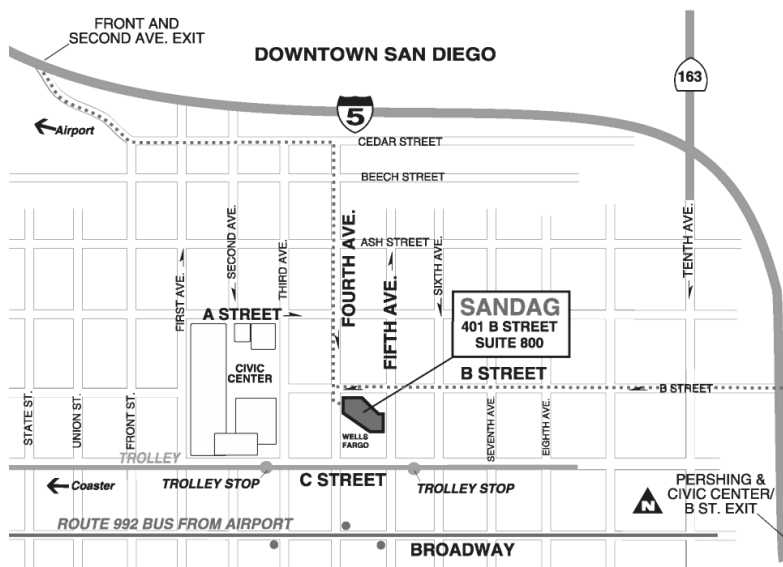 FRONT AND
SECOND AVE. EXIT
DOWNTOWN SAN DIEGO
163
5
Airport
CEDAR STREET
BEECH STREET
ASH STREET
FIRST AVE.
SECOND AVE.
THIRD AVE.
FOURTH AVE.
FIFTH AVE.
SIXTH AVE.
TENTH AVE.
A STREET
SANDAG
401 B STREET
SUITE 800
CIVIC
CENTER
B STREET
B STREET
STATE ST.
UNION ST.
FRONT ST.
WELLS
FARGO
SEVENTH AVE.
EIGHTH AVE.
TROLLEY
Coaster
TROLLEY STOP
C STREET
TROLLEY STOP
N
PERSHING &
CIVIC CENTER/
B ST. EXIT
ROUTE 992 BUS FROM AIRPORT
BROADWAY